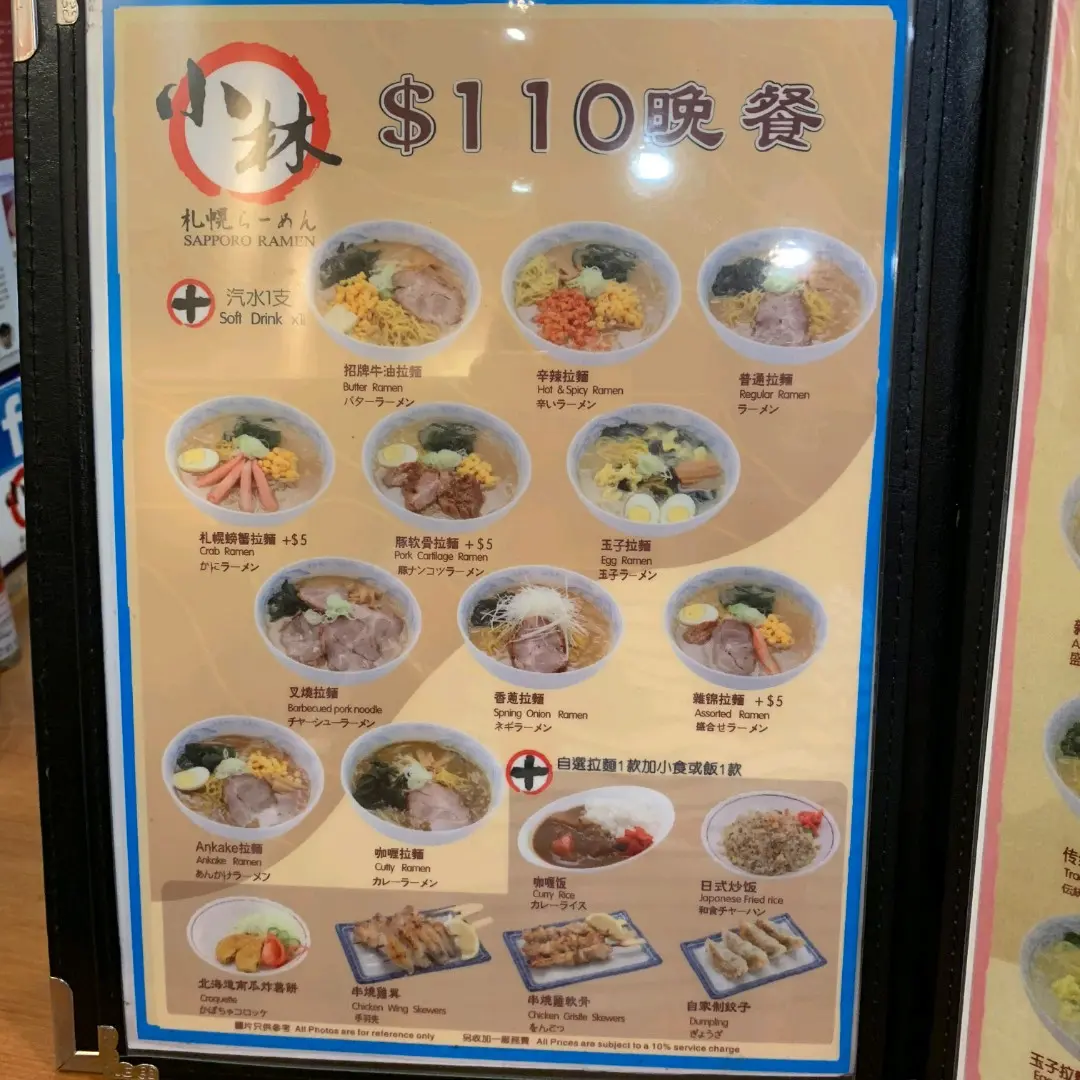 小林
$110晚餐
札幌らーめん
SAPPORO RAMEN
汽水1支
Soft Drink x1
招牌牛油拉麵
Butter Ramen
バターラーメン
辛辣拉麵
Hot & Spicy Ramen
辛いラーメン
普通拉麵
Regular Ramen
ラーメン
札幌螃蟹拉麵 +$5
Crab Ramen
かにラーメン
豚软骨拉麵 +$5
Pork Cartilage Ramen
豚ナンコツラーメン
玉子拉麵
Egg Ramen
玉子ラーメン
叉燒拉麵
Barbecued pork noodle
チャーシューラーメン
香蔥拉麵
Spring Onion Ramen
ネギラーメン
雜錦拉麵 +$5
Assorted Ramen
盛合せラーメン
Ankake拉麵
Ankake Ramen
あんかけラーメン
咖喱拉麵
Cutty Ramen
カレーラーメン
自選拉麵1款加小食或飯1款
咖喱饭
Curry Rice
カレーライス
日式炒饭
Japanese Fried rice
和食チャーハン
北海道南瓜炸薯餅
Croquette
かぼちゃコロッケ
串燒雞翼
Chicken Wing Skewers
手羽先
串燒雞軟骨
Chicken Gristle Skewers
自家制餃子
Dumpling
ぎょうざ
圖片只供參考 All Photos are for reference only
另收加一服務費 All Prices are subject to a 10% service charge
玉子拉